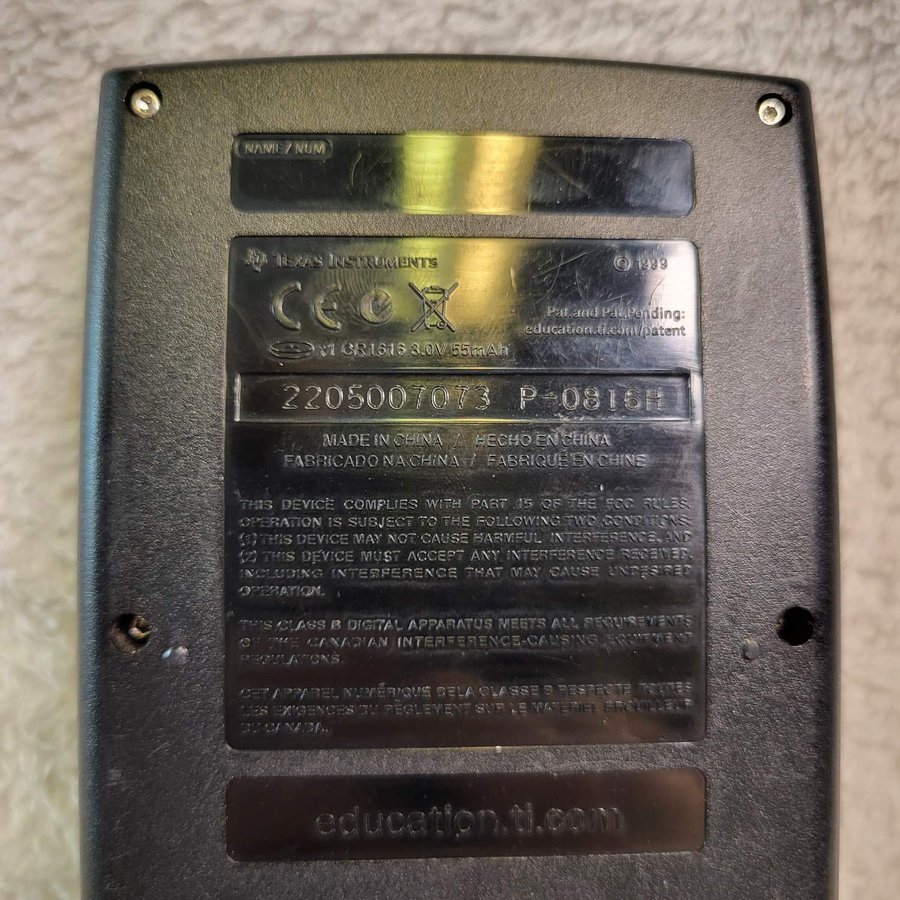 NAME / NUM
TEXAS INSTRUMENTS
© 1999
CE
Pat. and Pat. Pending:
education.ti.com/patent
x1 CR1616 3.0V 55mAh
2205007073 P-0816H
MADE IN CHINA / HECHO EN CHINA
FABRICADO NA CHINA / FABRIQUÉ EN CHINE
THIS DEVICE COMPLIES WITH PART 15 OF THE FCC RULES.
OPERATION IS SUBJECT TO THE FOLLOWING TWO CONDITIONS:
(1) THIS DEVICE MAY NOT CAUSE HARMFUL INTERFERENCE, AND
(2) THIS DEVICE MUST ACCEPT ANY INTERFERENCE RECEIVED,
INCLUDING INTERFERENCE THAT MAY CAUSE UNDESIRED
OPERATION.
THIS CLASS B DIGITAL APPARATUS MEETS ALL REQUIREMENTS
OF THE CANADIAN INTERFERENCE-CAUSING EQUIPMENT
REGULATIONS.
CET APPAREIL NUMÉRIQUE DE LA CLASSE B RESPECTE TOUTES
LES EXIGENCES DU RÈGLEMENT SUR LE MATERIEL BROUILLEUR
DU CANADA.
education.ti.com